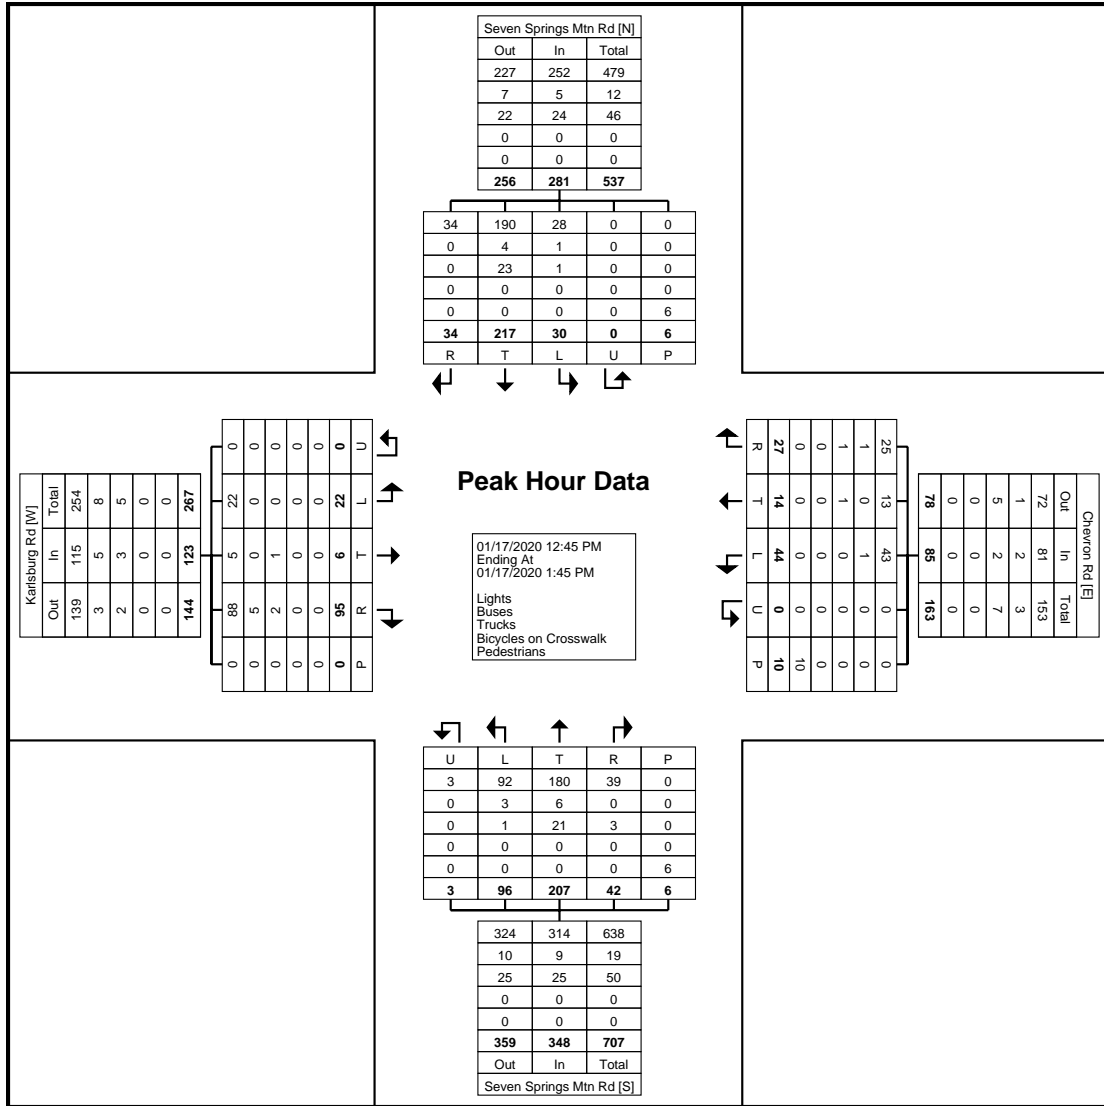 Seven Springs Mtn Rd [N]
Out In Total
227 252 479
7 5 12
22 24 46
0 0 0
0 0 0
256 281 537
34 190 28 0 0
0 4 1 0 0
0 23 1 0 0
0 0 0 0 0
0 0 0 0 6
34 217 30 0 6
R T L U P
Karlsburg Rd [W]
Total In Out
254 115 139
8 5 3
5 3 2
0 0 0
0 0 0
267 123 144
0 22 5 88 0
0 0 0 5 0
0 0 1 2 0
0 0 0 0 0
0 0 0 0 0
0 22 6 95 0
U L T R P
Peak Hour Data
01/17/2020 12:45 PM
Ending At
01/17/2020 1:45 PM
Lights
Buses
Trucks
Bicycles on Crosswalk
Pedestrians
R T L U P
27 14 44 0 10
0 0 0 0 10
0 0 0 0 0
1 1 0 0 0
1 0 1 0 0
25 13 43 0 0
Chevron Rd [E]
Out In Total
72 81 153
1 2 3
5 2 7
0 0 0
0 0 0
78 85 163
U L T R P
3 92 180 39 0
0 3 6 0 0
0 1 21 3 0
0 0 0 0 0
0 0 0 0 6
3 96 207 42 6
324 314 638
10 9 19
25 25 50
0 0 0
0 0 0
359 348 707
Out In Total
Seven Springs Mtn Rd [S]